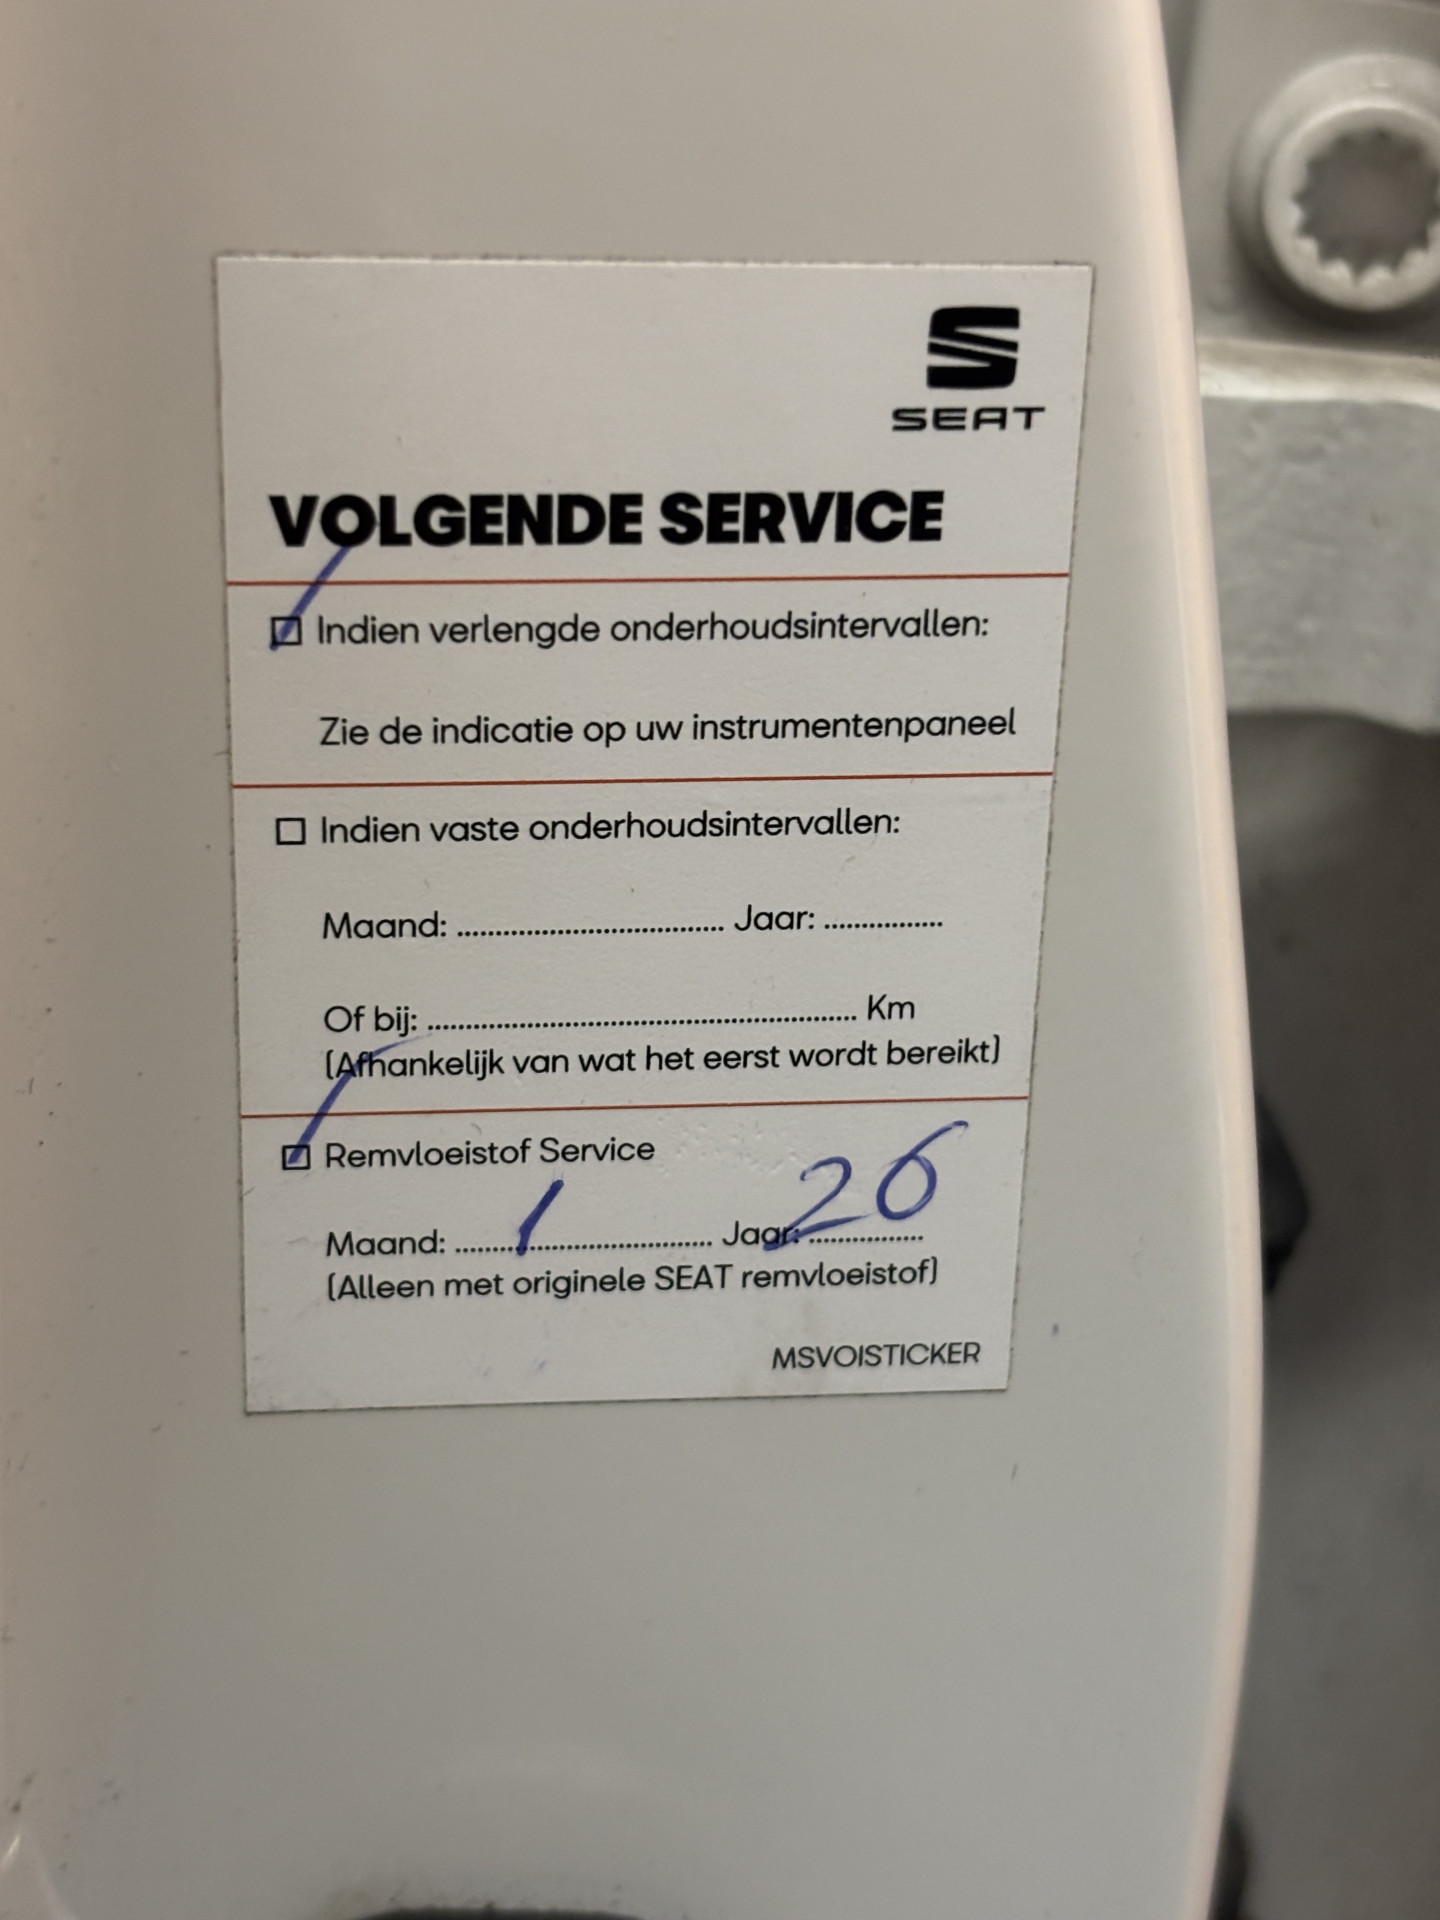 SEAT
VOLGENDE SERVICE
Indien verlengde onderhoudsintervallen:
Zie de indicatie op uw instrumentenpaneel
Indien vaste onderhoudsintervallen:
Maand: .................................. Jaar: ...............
Of bij: ....................................................... Km
(Afhankelijk van wat het eerst wordt bereikt)
Remvloeistof Service
Maand: ........1........................ Jaar: 26...............
(Alleen met originele SEAT remvloeistof)
MSVOISTICKER